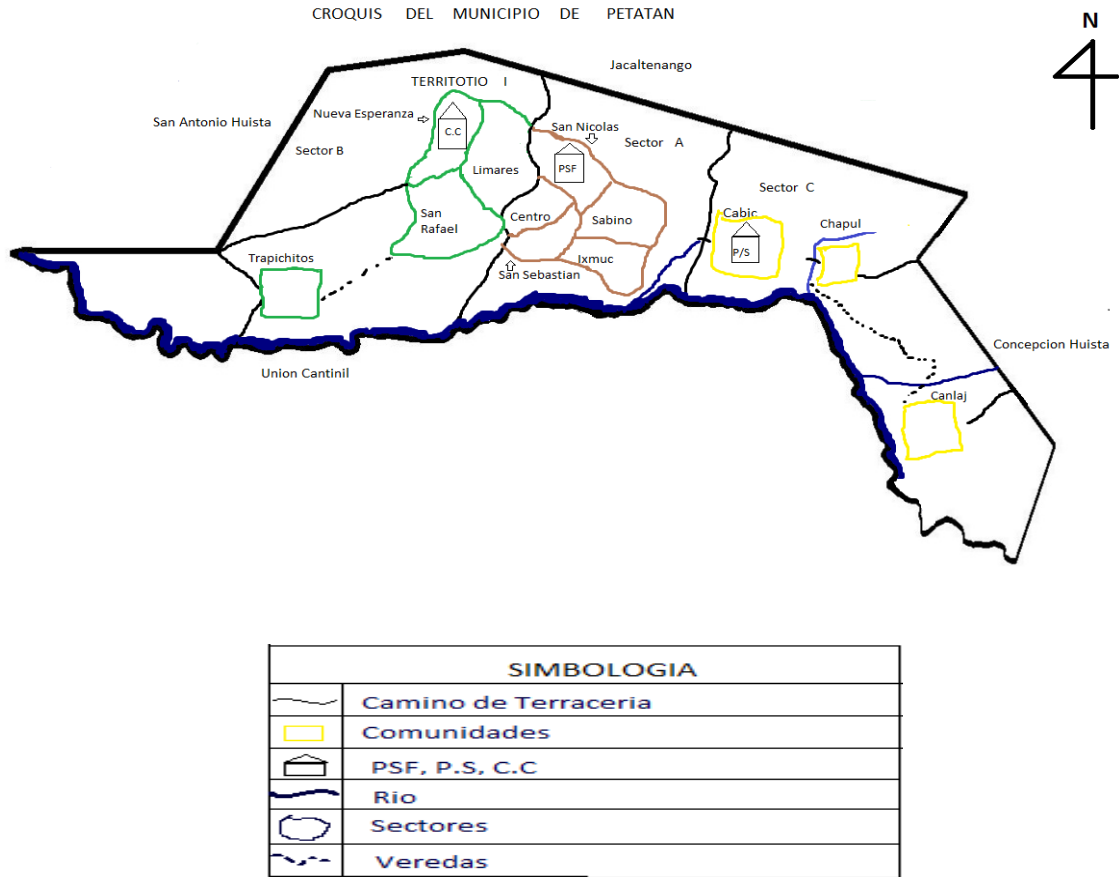 CROQUIS DEL MUNICIPIO DE PETATAN
N
Jacaltenango
TERRITOTIO I
Nueva Esperanza
San Antonio Huista
C.C
San Nicolas
Sector B
Sector A
Limares
PSF
Sector C
San
Rafael
Centro
Sabino
Cabic
Chapul
Trapichitos
San Sebastian
Ixmuc
P/S
Union Cantinil
Concepcion Huista
Canlaj
SIMBOLOGIA
Camino de Terraceria
Comunidades
PSF, P.S, C.C
Rio
Sectores
Veredas